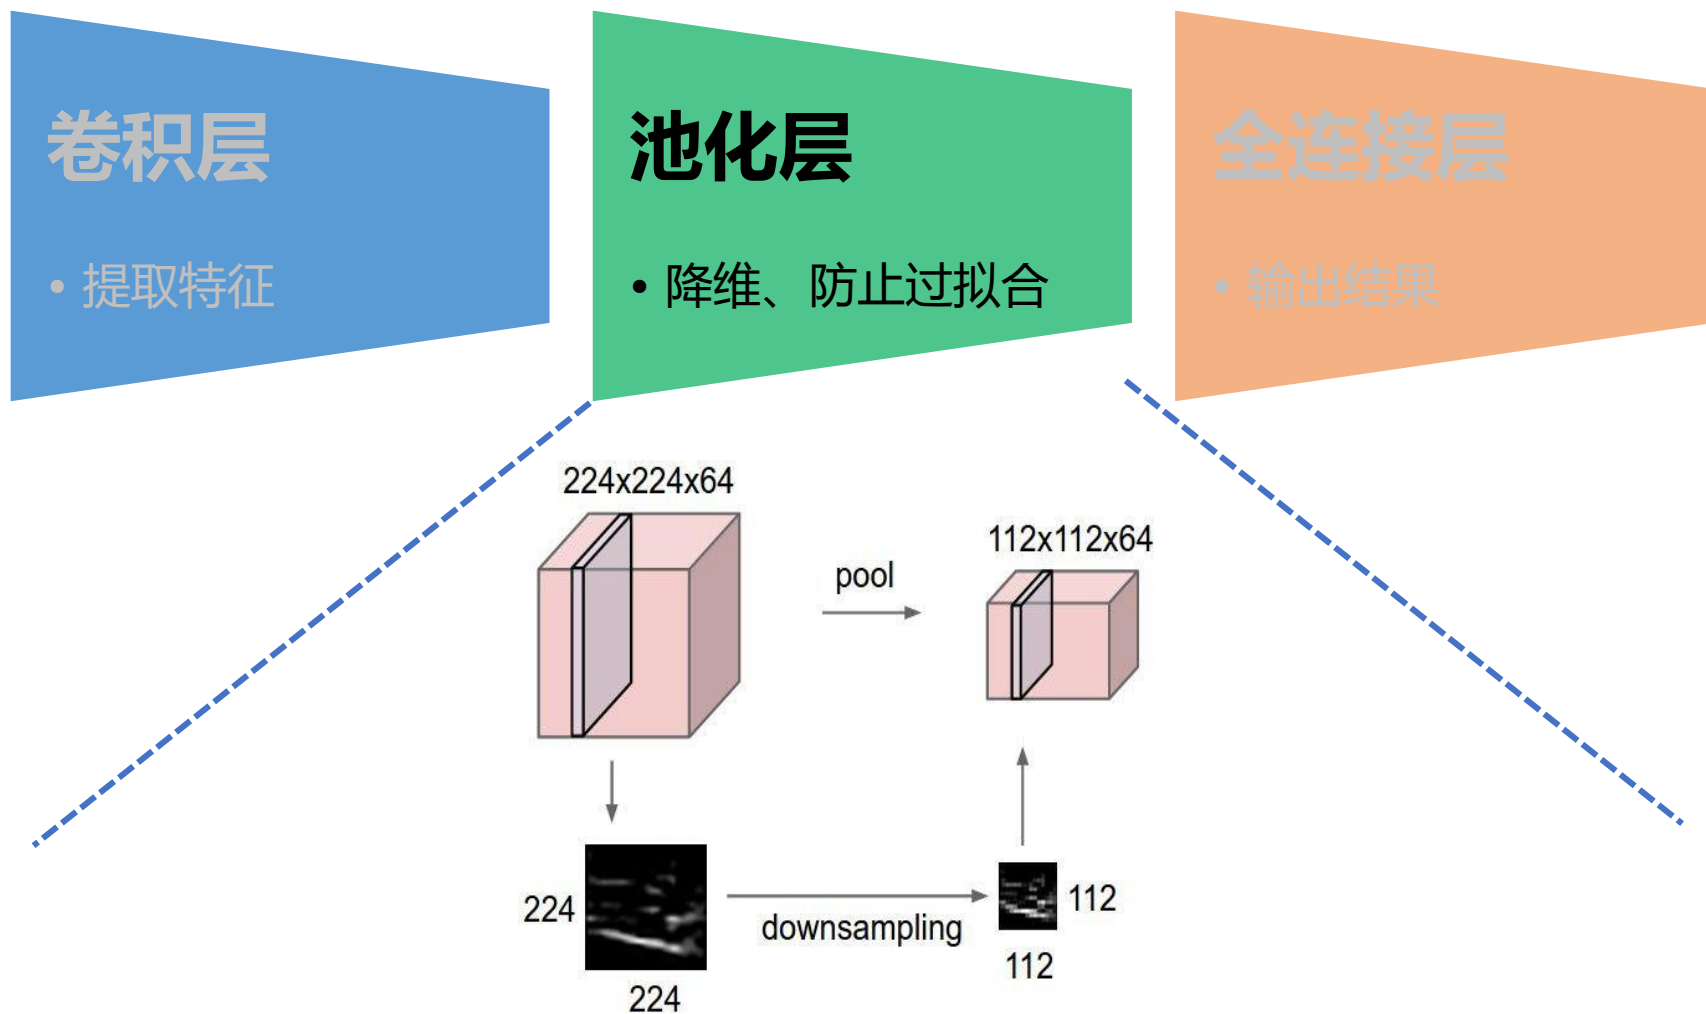 卷积层
• 提取特征
池化层
• 降维、防止过拟合
全连接层
• 输出结果
224x224x64
112x112x64
pool
224
224
downsampling
112
112